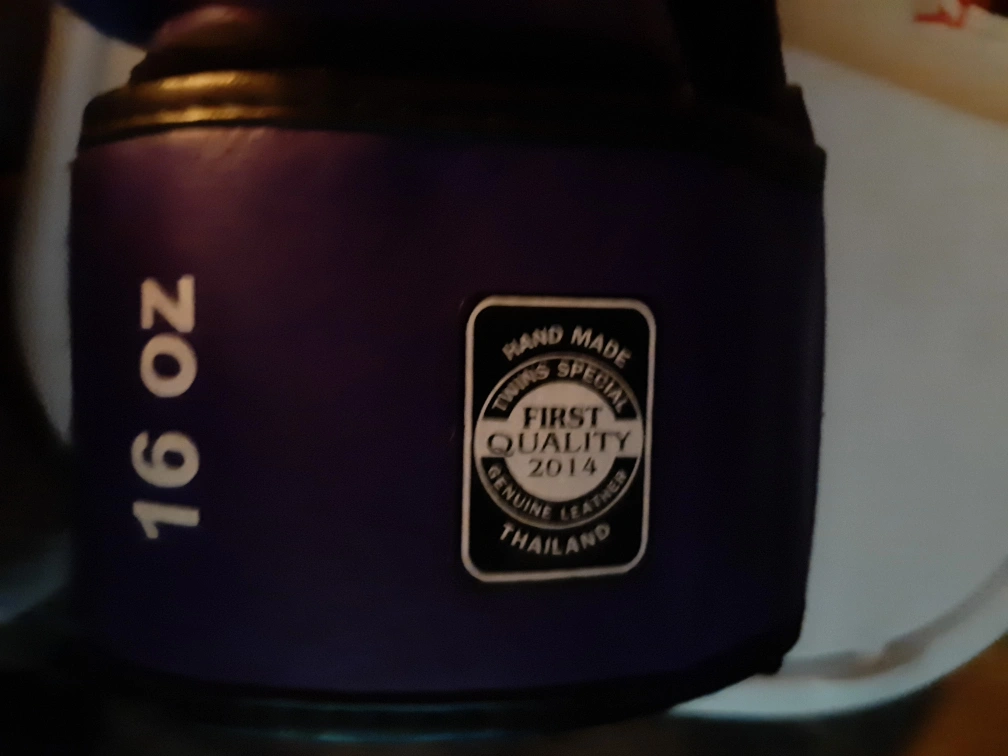 16 oz
HAND MADE
TWINS SPECIAL
FIRST
QUALITY
2014
GENUINE LEATHER
THAILAND